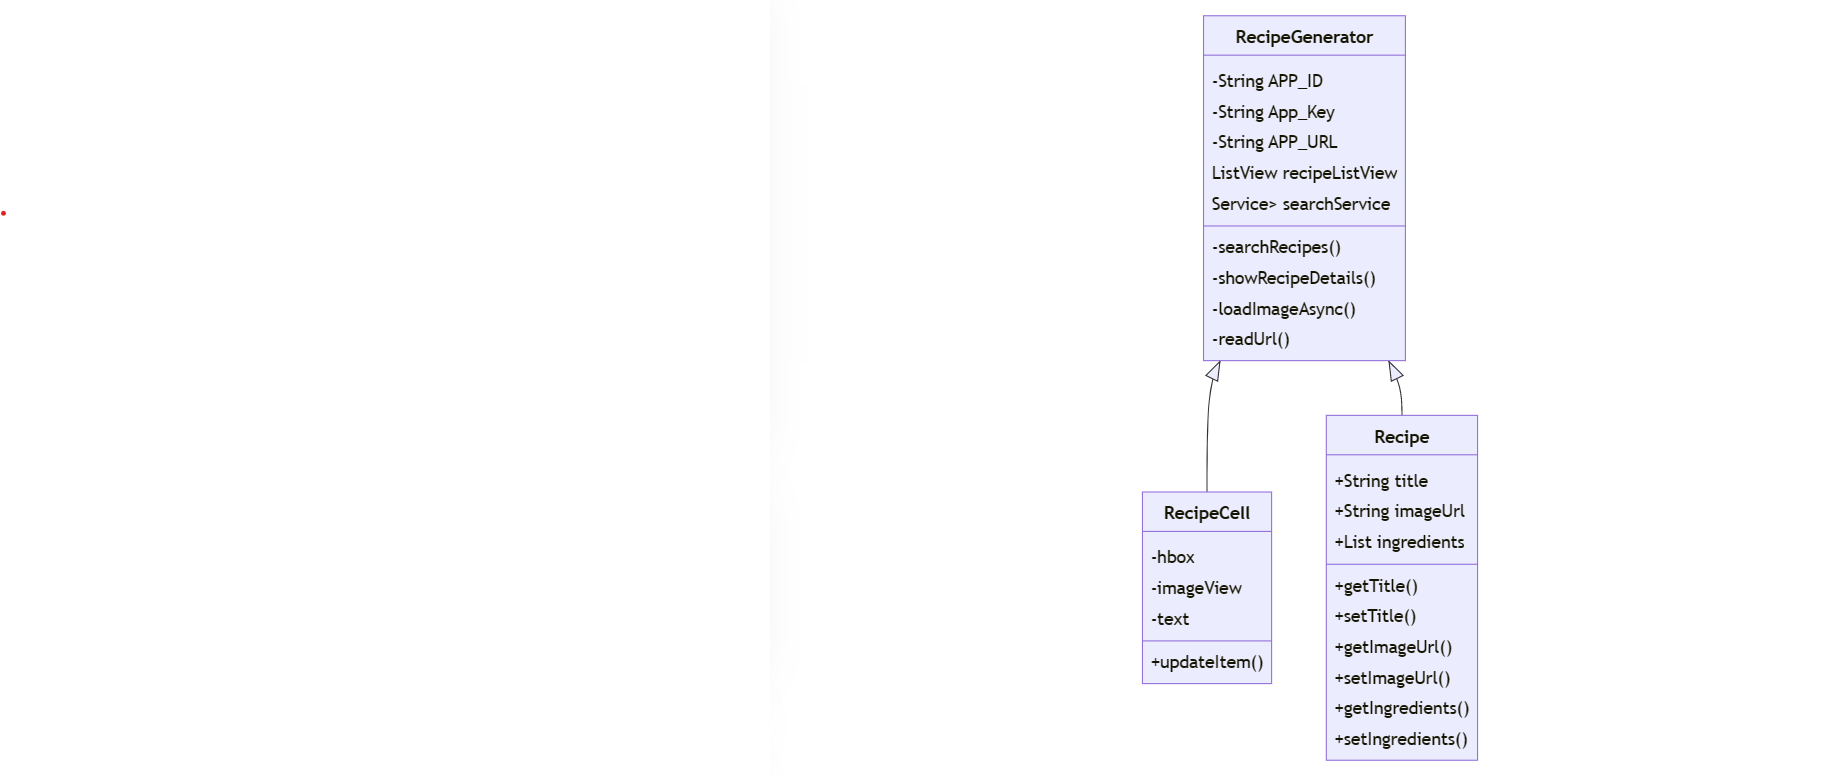 RecipeGenerator
-String APP_ID
-String App_Key
-String APP_URL
ListView recipeListView
Service> searchService
-searchRecipes()
-showRecipeDetails()
-loadImageAsync()
-readUrl()
RecipeCell
-hbox
-imageView
-text
+updateItem()
Recipe
+String title
+String imageUrl
+List ingredients
+getTitle()
+setTitle()
+getImageUrl()
+setImageUrl()
+getIngredients()
+setIngredients()